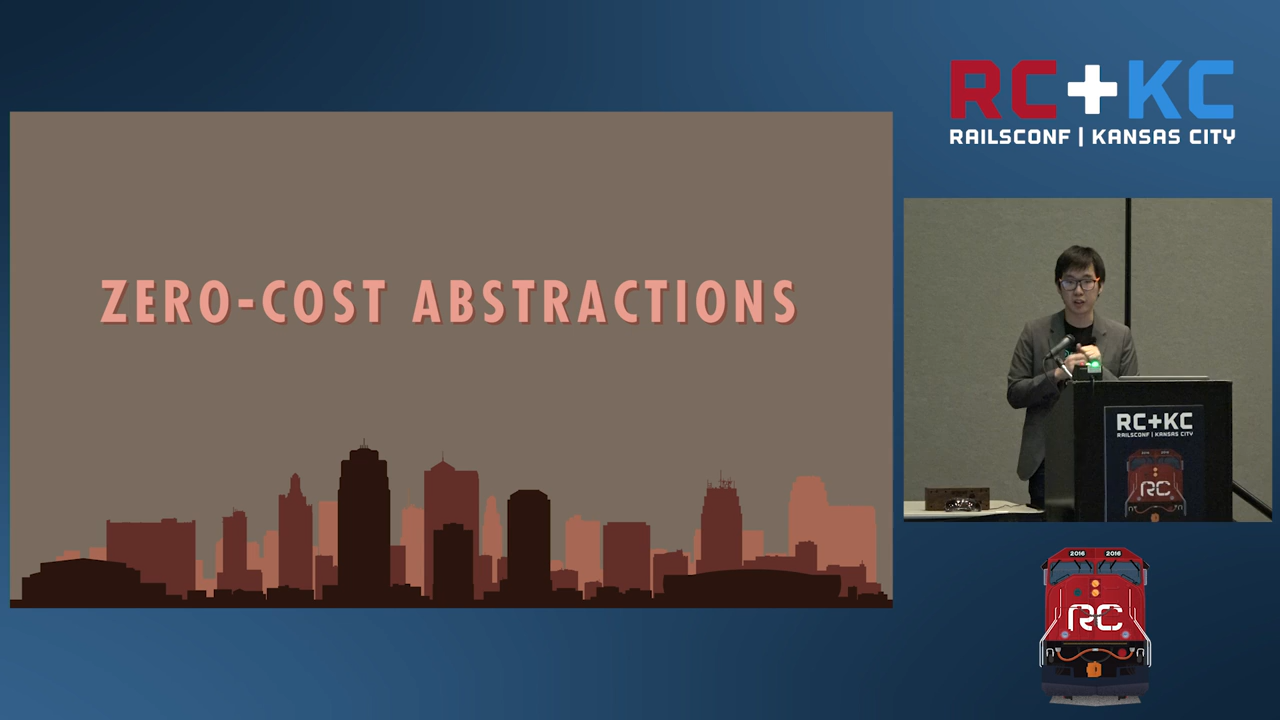 ZERO-COST ABSTRACTIONS
RC+KC
RAILSCONF | KANSAS CITY
RC+KC
RAILSCONF | KANSAS CITY
RC
2016 2016
RC